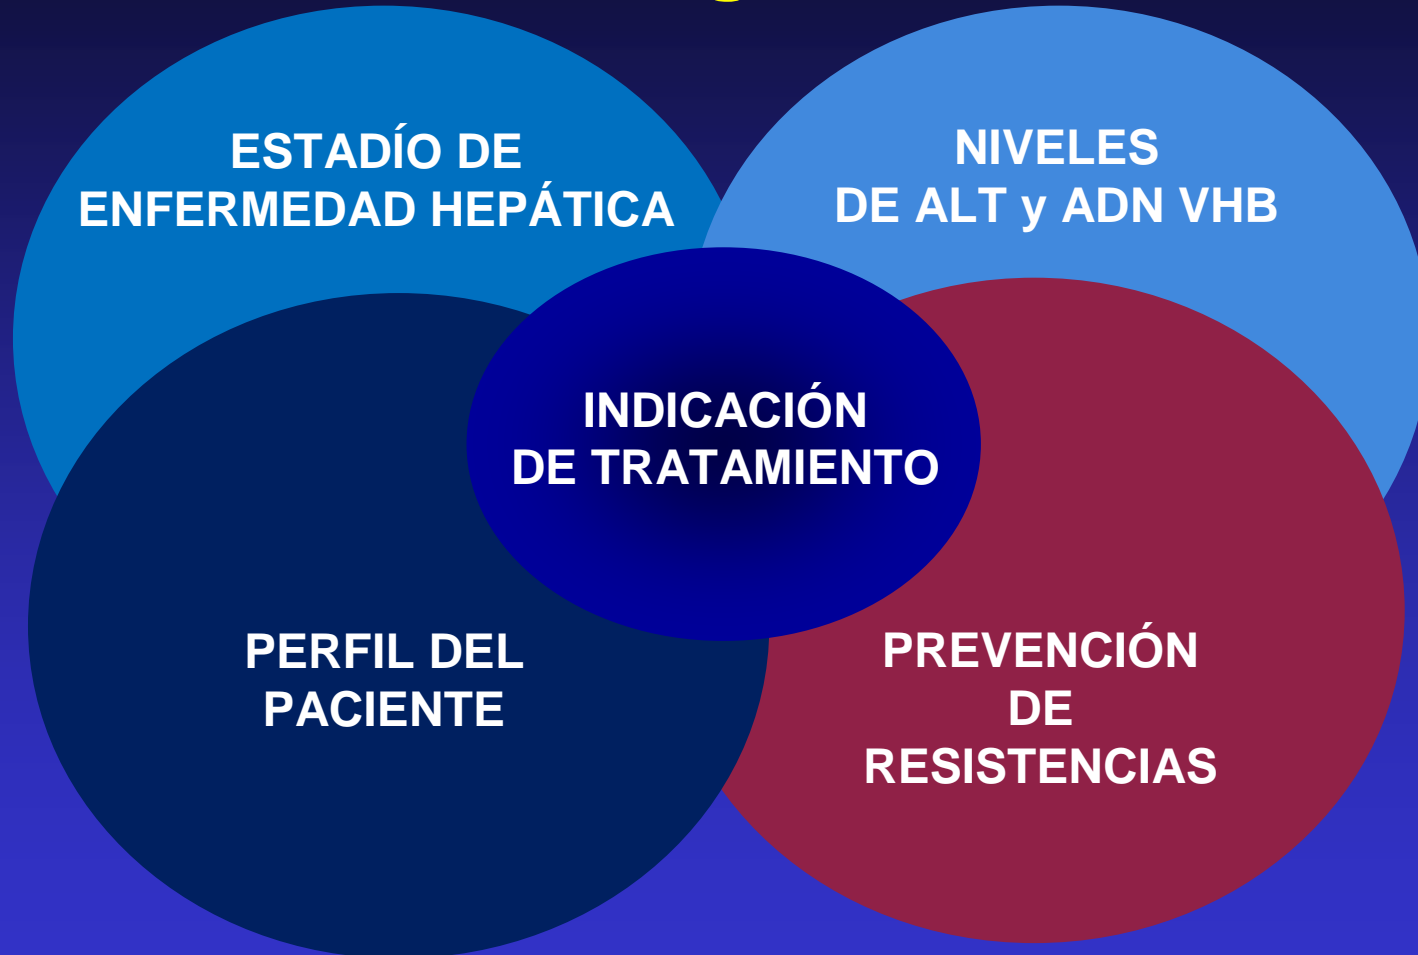 ESTADÍO DE
ENFERMEDAD HEPÁTICA
NIVELES
DE ALT y ADN VHB
INDICACIÓN
DE TRATAMIENTO
PERFIL DEL
PACIENTE
PREVENCIÓN
DE
RESISTENCIAS